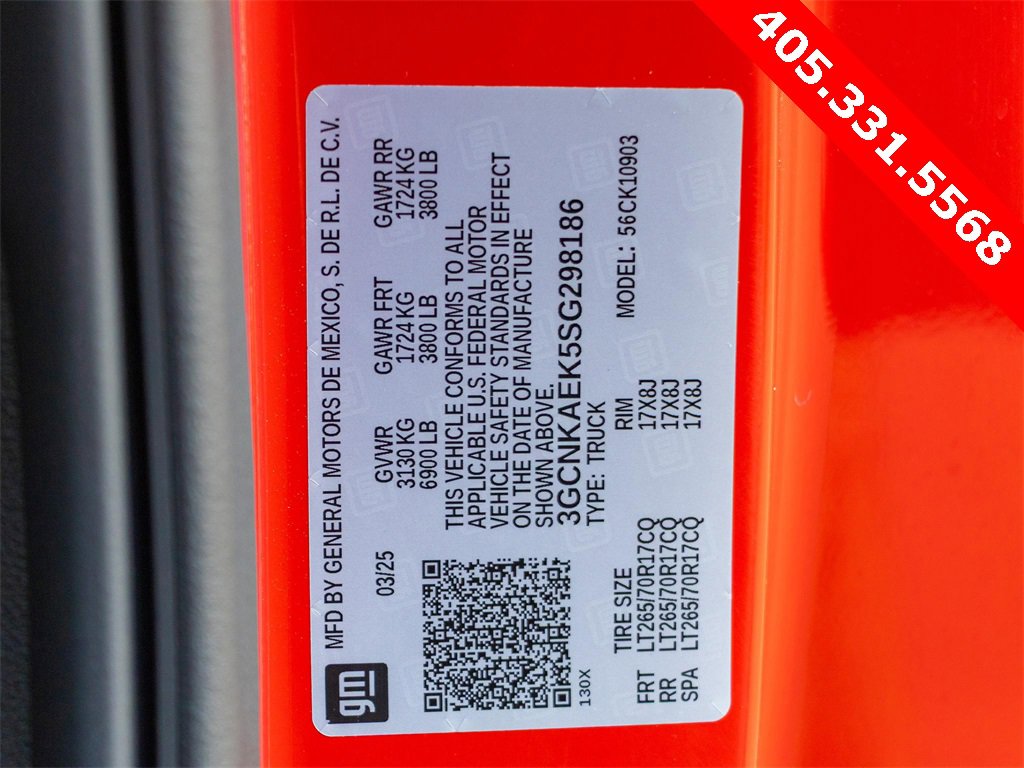 405.331.5568
gm
MFD BY GENERAL MOTORS DE MEXICO, S. DE R.L. DE C.V.
03/25 GVWR GAWR FRT GAWR RR
3130 KG 1724 KG 1724 KG
6900 LB 3800 LB 3800 LB
THIS VEHICLE CONFORMS TO ALL
APPLICABLE U.S. FEDERAL MOTOR
VEHICLE SAFETY STANDARDS IN EFFECT
ON THE DATE OF MANUFACTURE
SHOWN ABOVE.
3GCNKAEK5SG298186
130X TYPE: TRUCK
TIRE SIZE RIM MODEL: 56CK10903
FRT LT265/70R17CQ 17X8J
RR LT265/70R17CQ 17X8J
SPA LT265/70R17CQ 17X8J